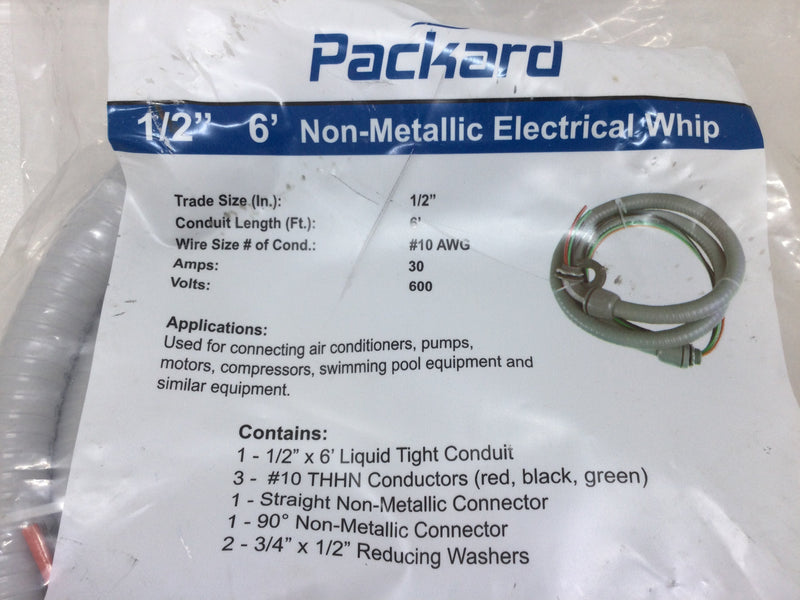 Packard
1/2" 6' Non-Metallic Electrical Whip
Trade Size (In.): 1/2"
Conduit Length (Ft.): 6'
Wire Size # of Cond.: #10 AWG
Amps: 30
Volts: 600
Applications:
Used for connecting air conditioners, pumps,
motors, compressors, swimming pool equipment and
similar equipment.
Contains:
1 - 1/2" x 6' Liquid Tight Conduit
3 - #10 THHN Conductors (red, black, green)
1 - Straight Non-Metallic Connector
1 - 90° Non-Metallic Connector
2 - 3/4" x 1/2" Reducing Washers